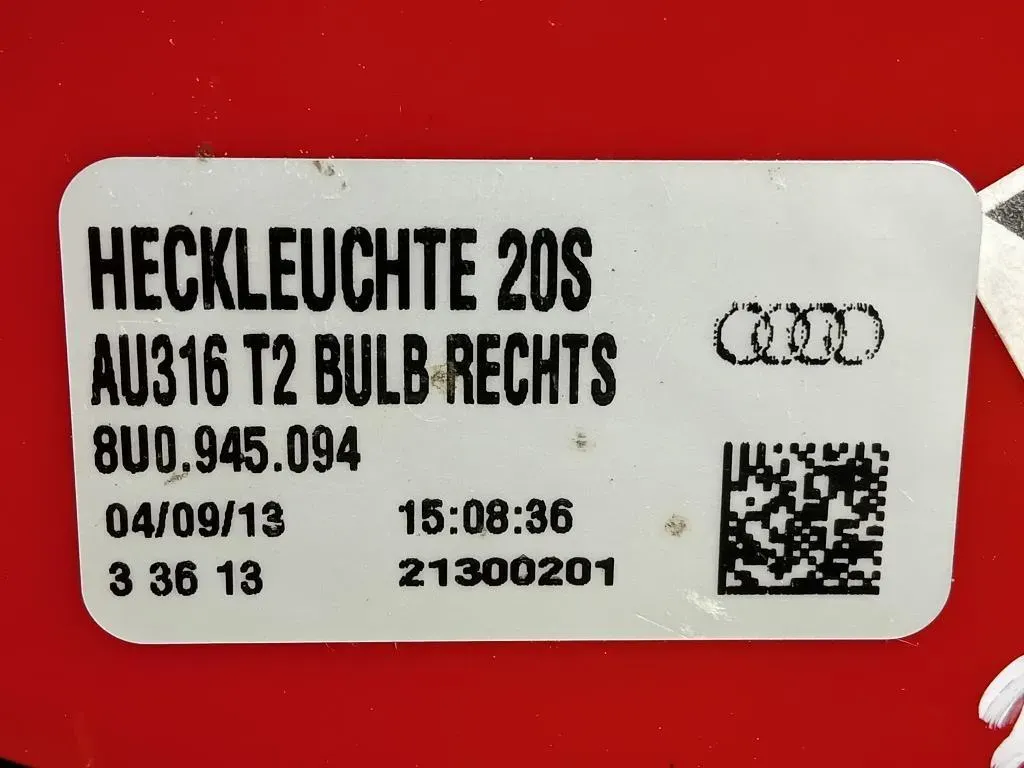 HECKLEUCHTE 20S
AU316 T2 BULB RECHTS
8U0.945.094
04/09/13 15:08:36
3 36 13 21300201